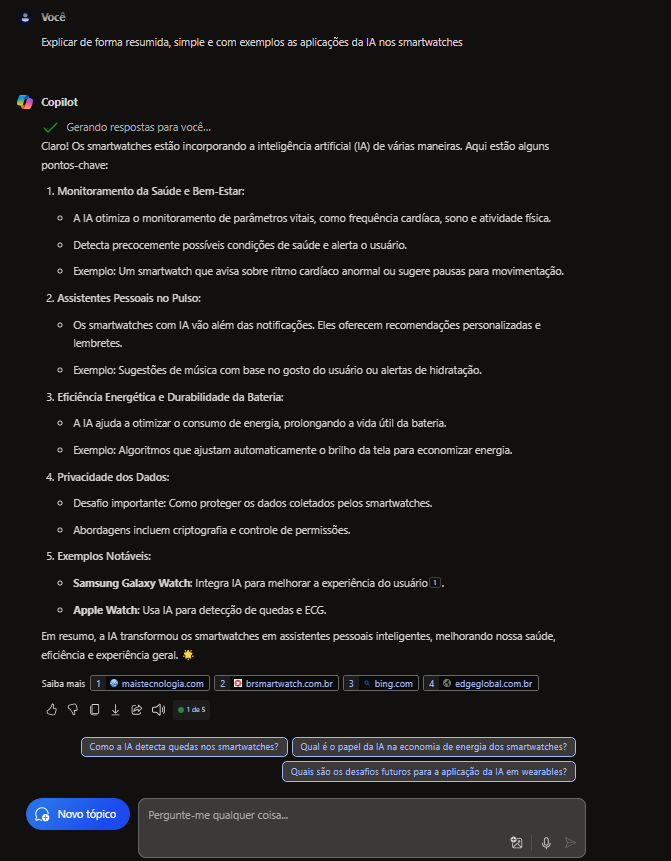 Você
Explicar de forma resumida, simple e com exemplos as aplicações da IA nos smartwatches
Copilot
Gerando respostas para você...
Claro! Os smartwatches estão incorporando a inteligência artificial (IA) de várias maneiras. Aqui estão alguns
pontos-chave:
1. Monitoramento da Saúde e Bem-Estar:
A IA otimiza o monitoramento de parâmetros vitais, como frequência cardíaca, sono e atividade física.
Detecta precocemente possíveis condições de saúde e alerta o usuário.
Exemplo: Um smartwatch que avisa sobre ritmo cardíaco anormal ou sugere pausas para movimentação.
2. Assistentes Pessoais no Pulso:
Os smartwatches com IA vão além das notificações. Eles oferecem recomendações personalizadas e
lembretes.
Exemplo: Sugestões de música com base no gosto do usuário ou alertas de hidratação.
3. Eficiência Energética e Durabilidade da Bateria:
A IA ajuda a otimizar o consumo de energia, prolongando a vida útil da bateria.
Exemplo: Algoritmos que ajustam automaticamente o brilho da tela para economizar energia.
4. Privacidade dos Dados:
Desafio importante: Como proteger os dados coletados pelos smartwatches.
Abordagens incluem criptografia e controle de permissões.
5. Exemplos Notáveis:
Samsung Galaxy Watch: Integra IA para melhorar a experiência do usuário 1 .
Apple Watch: Usa IA para detecção de quedas e ECG.
Em resumo, a IA transformou os smartwatches em assistentes pessoais inteligentes, melhorando nossa saúde,
eficiência e experiência geral. 🌟
Saiba mais 1 maistecnologia.com 2 brsmartwatch.com.br 3 bing.com 4 edgeglobal.com.br
1 de 5
Como a IA detecta quedas nos smartwatches? Qual é o papel da IA na economia de energia dos smartwatches?
Quais são os desafios futuros para a aplicação da IA em wearables?
Novo tópico
Pergunte-me qualquer coisa...